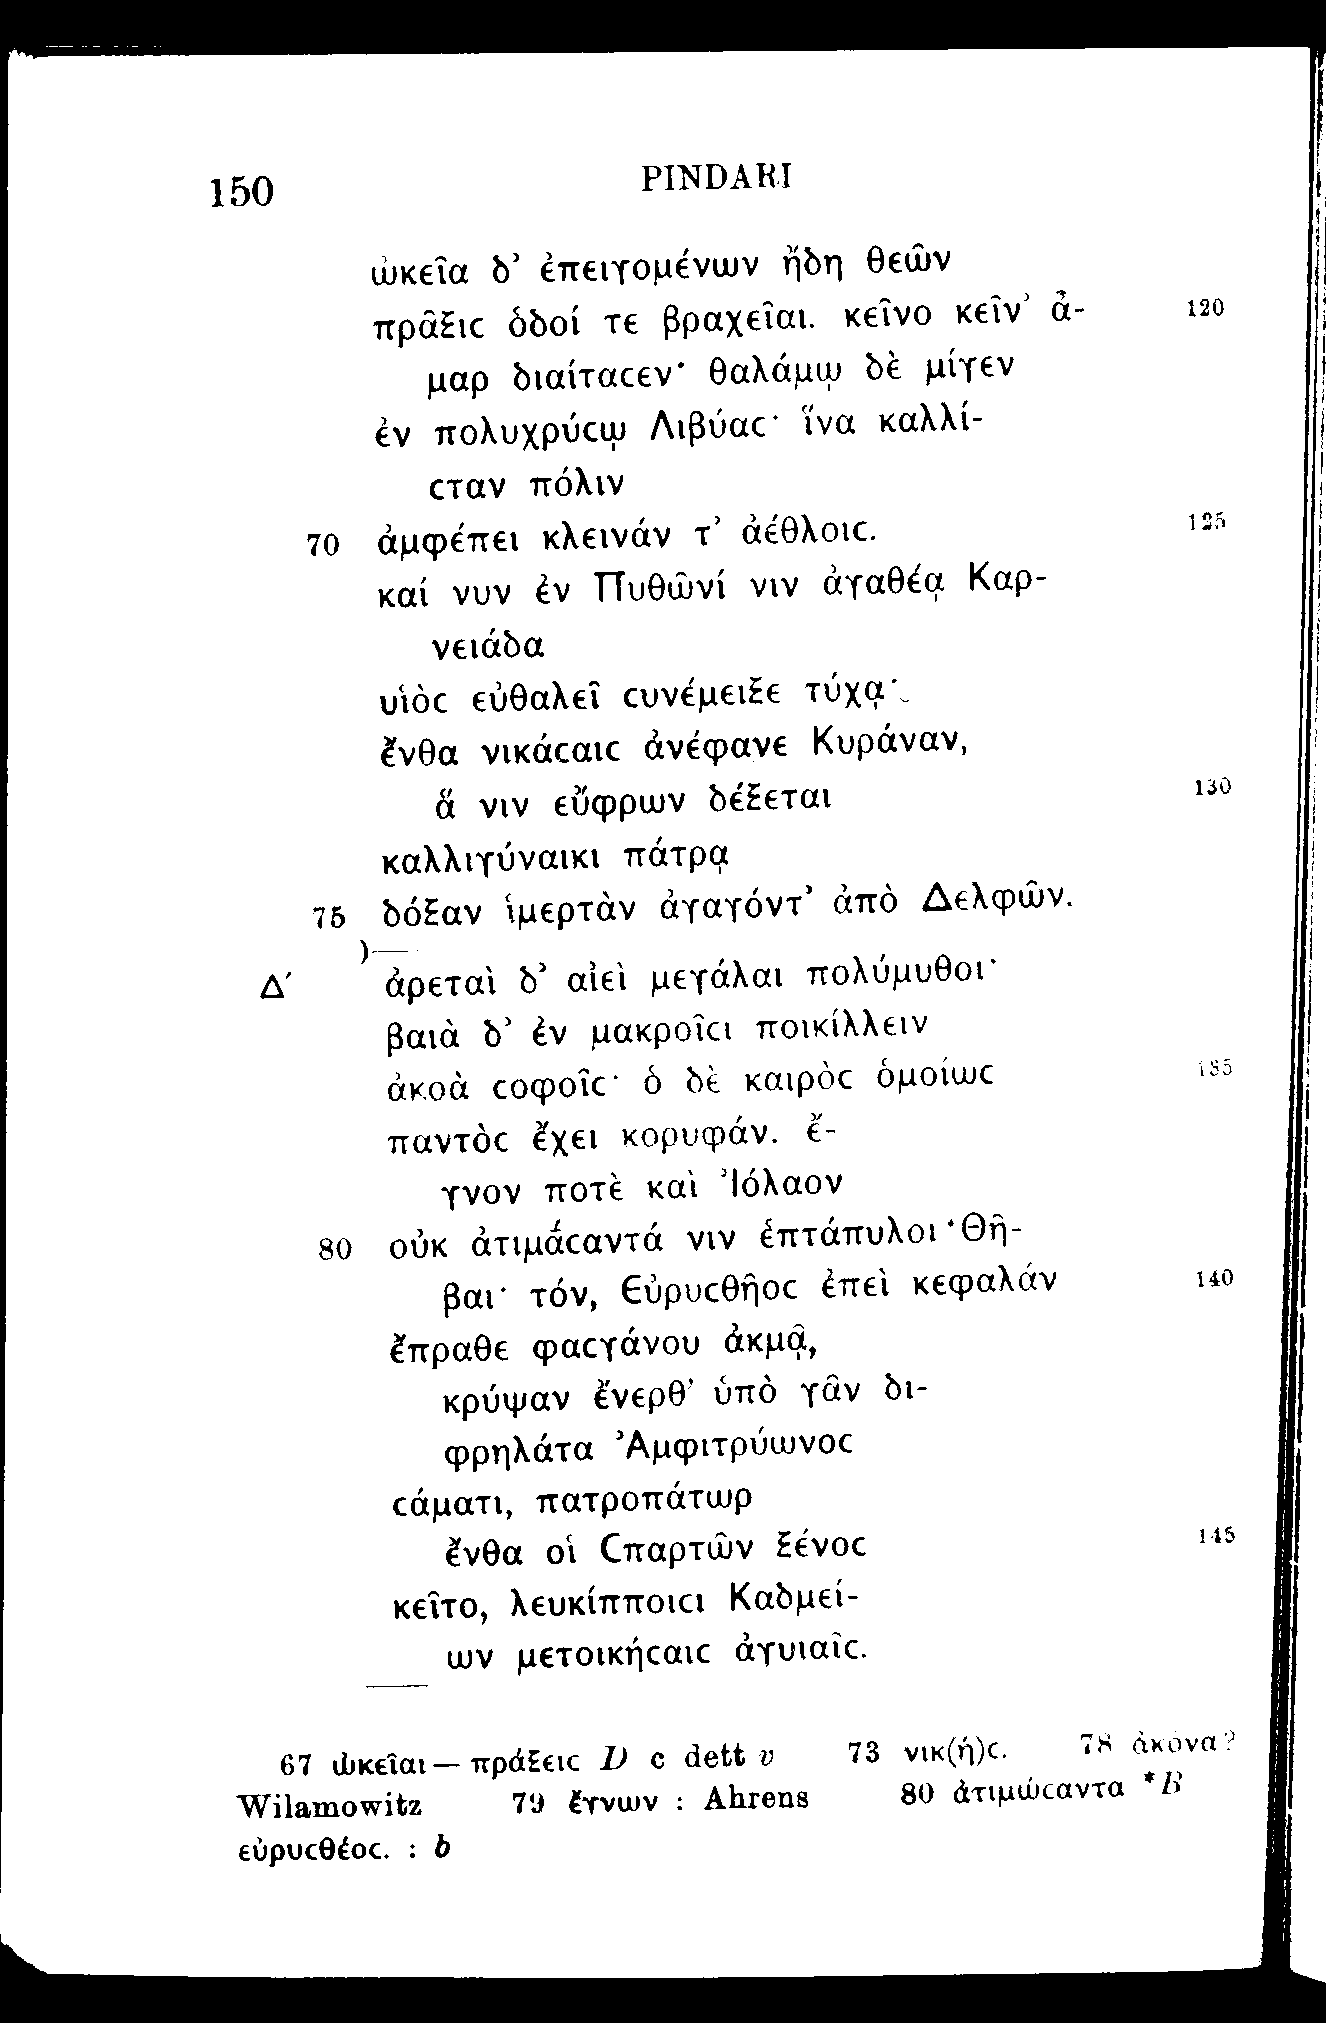 150 PINDARI
ὠκεῖα δ’ ἐπειγομένων ἤδη θεῶν
πρᾶξιϲ ὁδοί τε βραχεῖαι. κεῖνο κεῖν’ ἆ- 120
μαρ διαίταϲεν· θαλάμῳ δὲ μίγεν
ἐν πολυχρύϲῳ Λιβύαϲ· ἵνα καλλί-
ϲταν πόλιν
70 ἀμφέπει κλεινάν τ’ ἀέθλοιϲ. 125
καί νυν ἐν Πυθῶνί νιν ἀγαθέᾳ Καρ-
νειάδα
υἱὸϲ εὐθαλεῖ ϲυνέμειξε τύχᾳ·
ἔνθα νικάϲαιϲ ἀνέφανε Κυράναν,
ἅ νιν εὔφρων δέξεται 130
καλλιγύναικι πάτρᾳ
75 δόξαν ἱμερτὰν ἀγαγόντ’ ἀπὸ Δελφῶν.
Δ´ ἀρεταὶ δ’ αἰεὶ μεγάλαι πολύμυθοι·
βαιὰ δ’ ἐν μακροῖϲι ποικίλλειν
ἀκοὰ ϲοφοῖϲ· ὁ δὲ καιρὸϲ ὁμοίωϲ 135
παντὸϲ ἔχει κορυφάν. ἔ-
γνον ποτὲ καὶ Ἰόλαον
80 οὐκ ἀτιμάϲαντά νιν ἑπτάπυλοι Θῆ-
βαι· τόν, Εὐρυϲθῆοϲ ἐπεὶ κεφαλάν 140
ἔπραθε φαϲγάνου ἀκμᾷ,
κρύψαν ἔνερθ’ ὑπὸ γᾶν δι-
φρηλάτα Ἀμφιτρύωνοϲ
ϲάματι, πατροπάτωρ
ἔνθα οἱ Ϲπαρτῶν ξένοϲ 145
κεῖτο, λευκίπποιϲι Καδμεί-
ων μετοικήϲαιϲ ἀγυιαῖϲ.
67 ὠκεῖαι — πράξειϲ D c dett v 73 νικ(ή)ϲ. 78 ἀκόνα?
Wilamowitz 79 ἔγνων : Ahrens 80 ἀτιμώϲαντα *B
εὐρυϲθέοϲ. : b